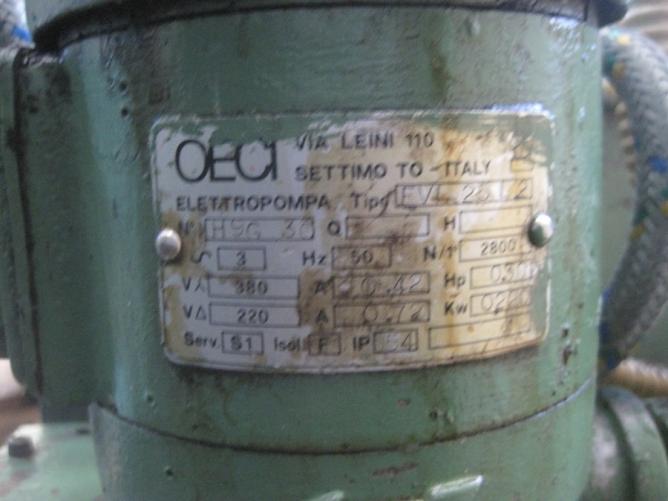 OECI VIA LEINI 110
SETTIMO TO - ITALY
ELETTROPOMPA Tipo
N° Q H
3 Hz 50 N/1' 2800
V⅄ 380 A 0.42 Hp
VΔ 220 A 0.72 Kw
Serv. S1 Isol F IP 54